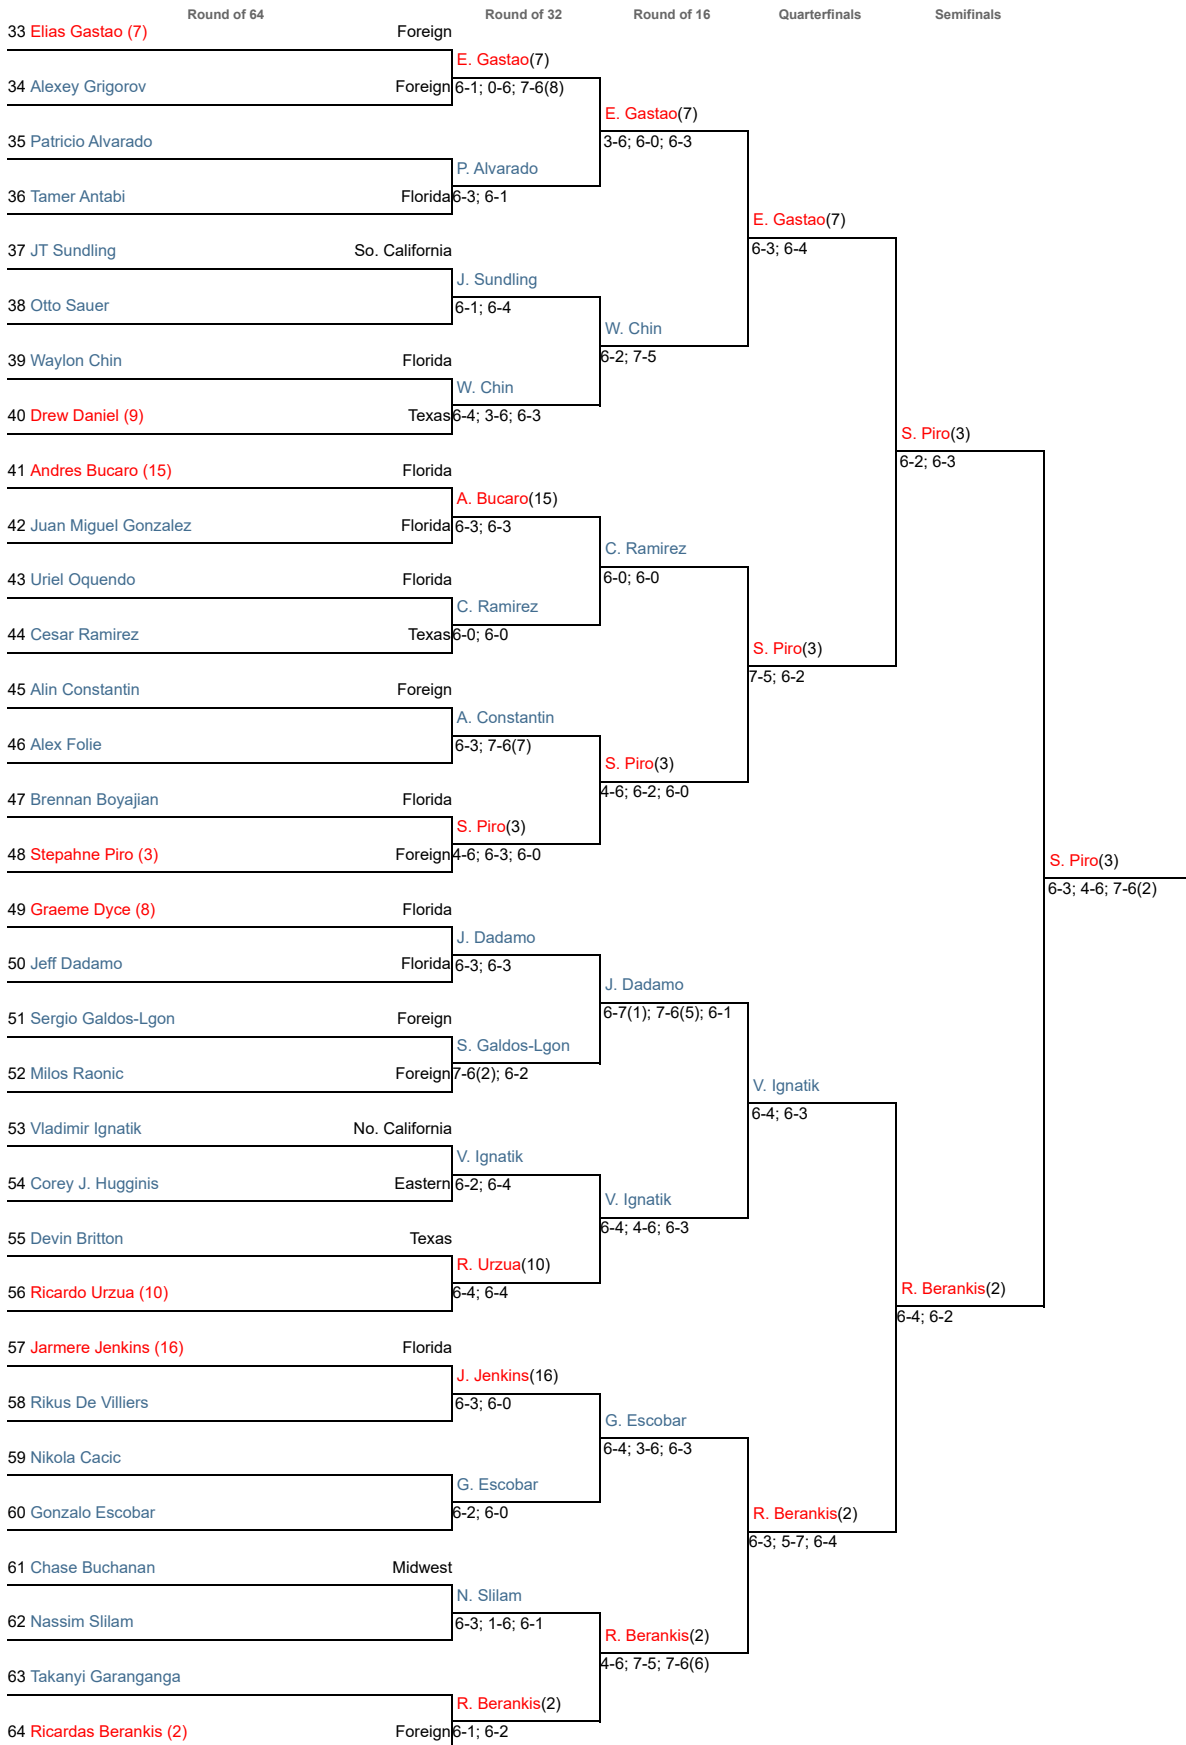 Round of 64 Round of 32 Round of 16 Quarterfinals Semifinals
33 Elias Gastao (7) Foreign
E. Gastao(7)
34 Alexey Grigorov Foreign 6-1; 0-6; 7-6(8)
E. Gastao(7)
35 Patricio Alvarado 3-6; 6-0; 6-3
P. Alvarado
36 Tamer Antabi Florida 6-3; 6-1
E. Gastao(7)
37 JT Sundling So. California 6-3; 6-4
J. Sundling
38 Otto Sauer 6-1; 6-4
W. Chin
39 Waylon Chin Florida 6-2; 7-5
W. Chin
40 Drew Daniel (9) Texas 6-4; 3-6; 6-3
S. Piro(3)
6-2; 6-3
41 Andres Bucaro (15) Florida
A. Bucaro(15)
42 Juan Miguel Gonzalez Florida 6-3; 6-3
C. Ramirez
43 Uriel Oquendo Florida 6-0; 6-0
C. Ramirez
44 Cesar Ramirez Texas 6-0; 6-0
S. Piro(3)
7-5; 6-2
45 Alin Constantin Foreign
A. Constantin
46 Alex Folie 6-3; 7-6(7)
S. Piro(3)
4-6; 6-2; 6-0
47 Brennan Boyajian Florida
S. Piro(3)
48 Stepahne Piro (3) Foreign 4-6; 6-3; 6-0
S. Piro(3)
6-3; 4-6; 7-6(2)
49 Graeme Dyce (8) Florida
J. Dadamo
50 Jeff Dadamo Florida 6-3; 6-3
J. Dadamo
6-7(1); 7-6(5); 6-1
51 Sergio Galdos-Lgon Foreign
S. Galdos-Lgon
52 Milos Raonic Foreign 7-6(2); 6-2
V. Ignatik
6-4; 6-3
53 Vladimir Ignatik No. California
V. Ignatik
54 Corey J. Hugginis Eastern 6-2; 6-4
V. Ignatik
6-4; 4-6; 6-3
55 Devin Britton Texas
R. Urzua(10)
56 Ricardo Urzua (10) 6-4; 6-4
R. Berankis(2)
6-4; 6-2
57 Jarmere Jenkins (16) Florida
J. Jenkins(16)
58 Rikus De Villiers 6-3; 6-0
G. Escobar
6-4; 3-6; 6-3
59 Nikola Cacic
G. Escobar
60 Gonzalo Escobar 6-2; 6-0
R. Berankis(2)
6-3; 5-7; 6-4
61 Chase Buchanan Midwest
N. Slilam
62 Nassim Slilam 6-3; 1-6; 6-1
R. Berankis(2)
4-6; 7-5; 7-6(6)
63 Takanyi Garanganga
R. Berankis(2)
64 Ricardas Berankis (2) Foreign 6-1; 6-2